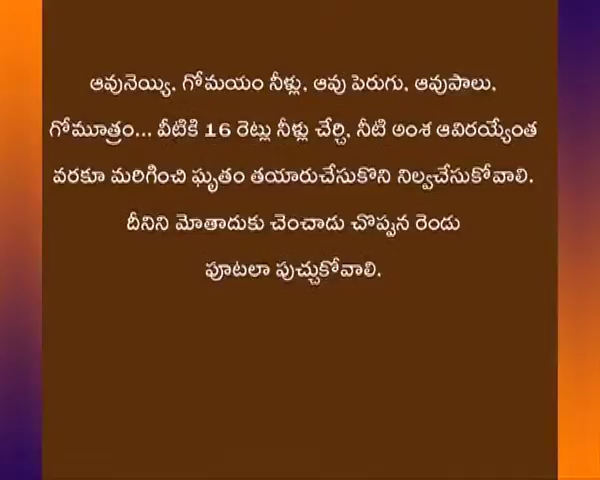 ఆవునెయ్యి, గోమయం నీళ్లు, ఆవు పెరుగు, ఆవుపాలు,
గోమూత్రం... వీటికి 16 రెట్లు నీళ్లు చేర్చి, నీటి అంశ ఆవిరయ్యేంత
వరకూ మరిగించి ఘృతం తయారుచేసుకొని నిల్వచేసుకోవాలి.
దీనిని మోతాదుకు చెంచాడు చొప్పున రెండు
పూటలా పుచ్చుకోవాలి.